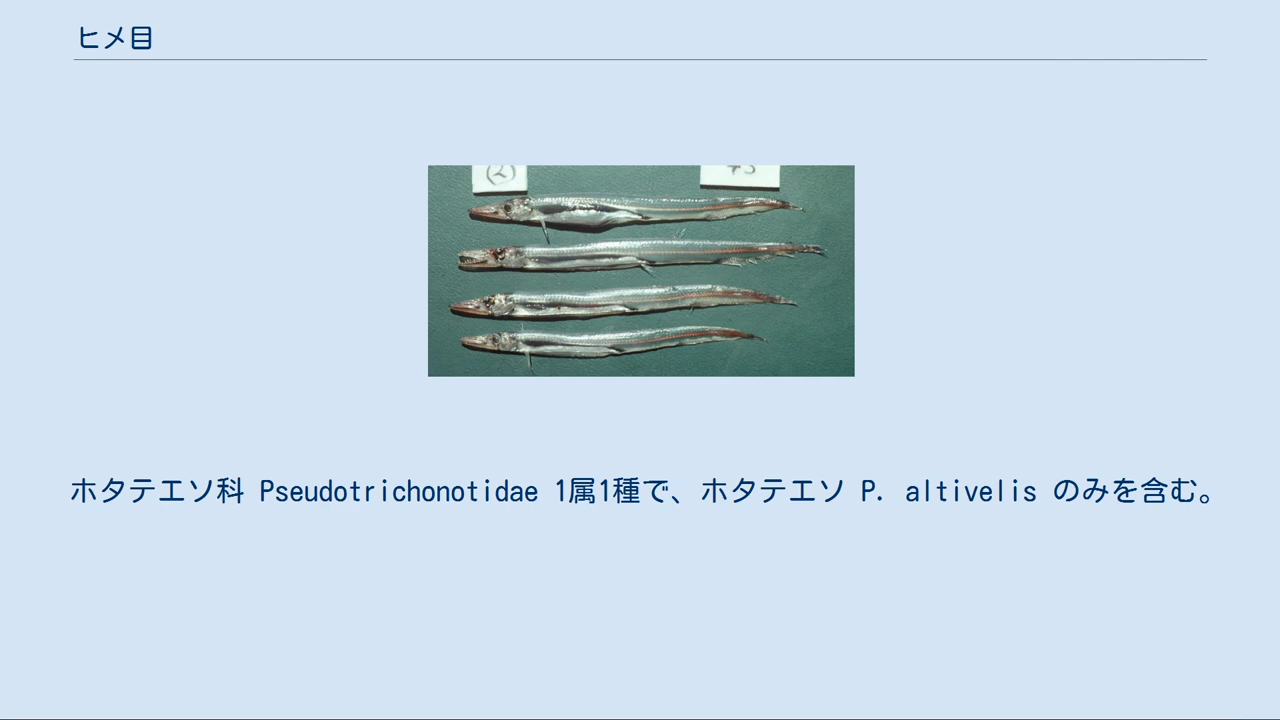 ヒメ目
ホタテエソ科 Pseudotrichonotidae 1属1種で、ホタテエソ P. altivelis のみを含む。